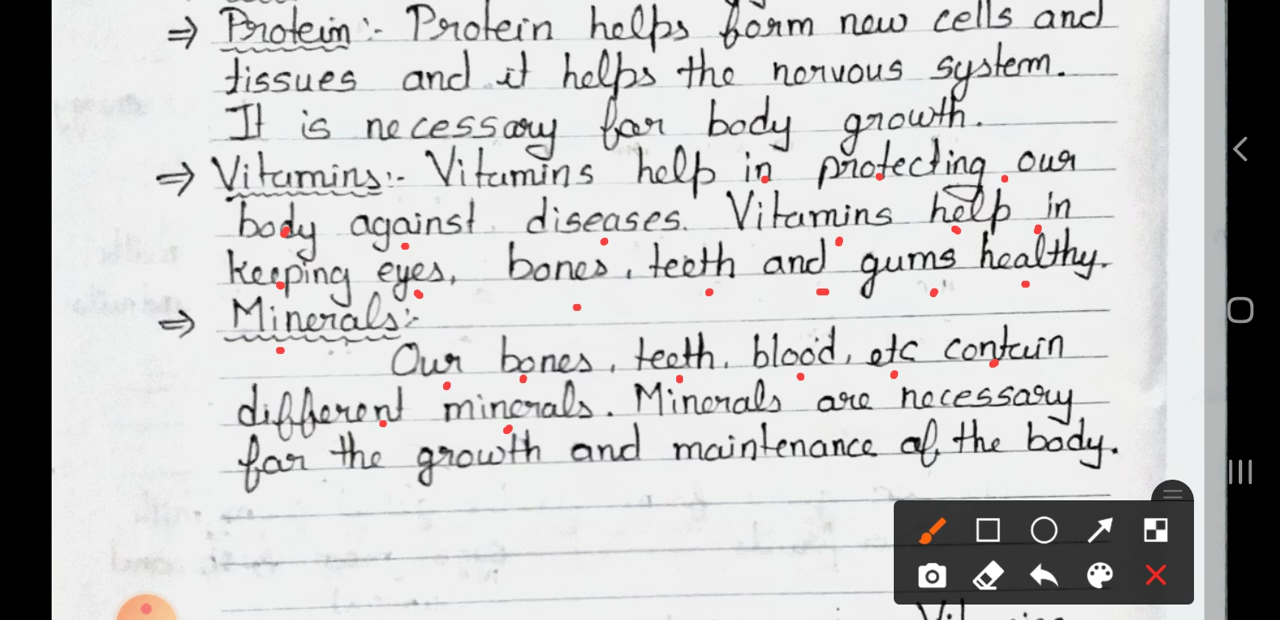 ⇒ Protein:- Protein helps form new cells and
tissues and it helps the nervous system.
It is necessary for body growth.
⇒ Vitamins:- Vitamins help in protecting our
body against diseases. Vitamins help in
keeping eyes, bones, teeth and gums healthy.
⇒ Minerals:-
Our bones, teeth, blood, etc contain
different minerals. Minerals are necessary
for the growth and maintenance of the body.